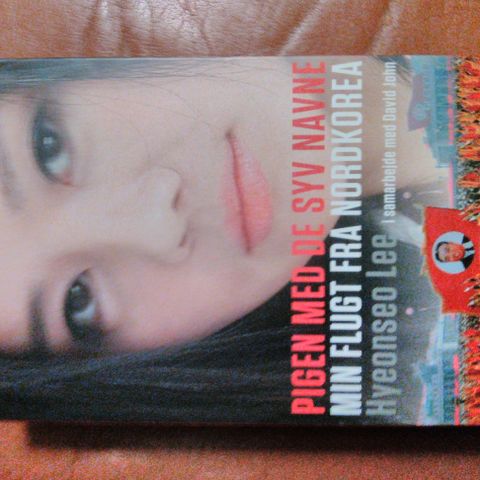 PIGEN MED DE SYV NAVNE
MIN FLUGT FRA NORDKOREA
Hyeonseo Lee
I samarbejde med David John